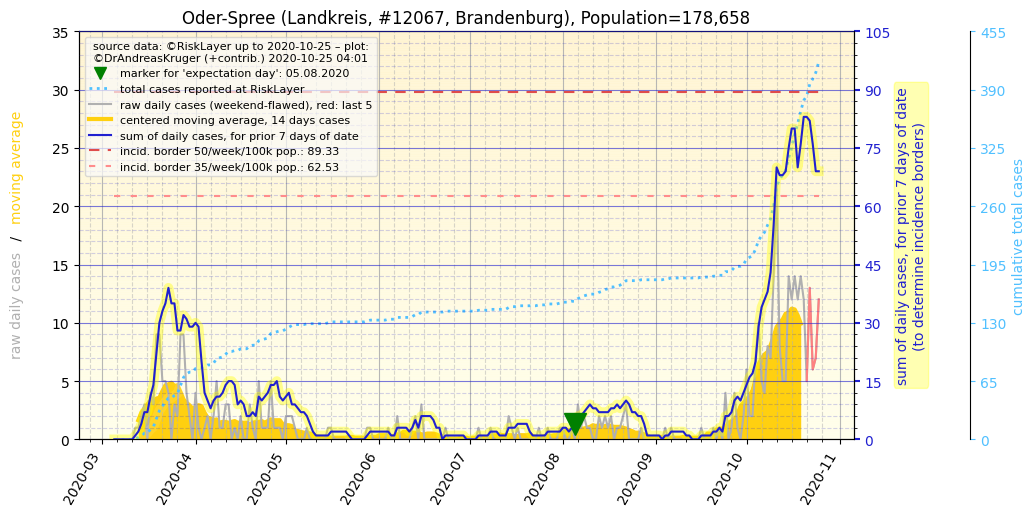 Oder-Spree (Landkreis, #12067, Brandenburg), Population=178,658
source data: ©RiskLayer up to 2020-10-25 – plot:
©DrAndreasKruger (+contrib.) 2020-10-25 04:01
marker for 'expectation day': 05.08.2020
total cases reported at RiskLayer
raw daily cases (weekend-flawed), red: last 5
centered moving average, 14 days cases
sum of daily cases, for prior 7 days of date
incid. border 50/week/100k pop.: 89.33
incid. border 35/week/100k pop.: 62.53
raw daily cases / moving average
35
30
25
20
15
10
5
0
2020-03
2020-04
2020-05
2020-06
2020-07
2020-08
2020-09
2020-10
2020-11
105
90
75
60
45
30
15
0
sum of daily cases, for prior 7 days of date
(to determine incidence borders)
455
390
325
260
195
130
65
0
cumulative total cases